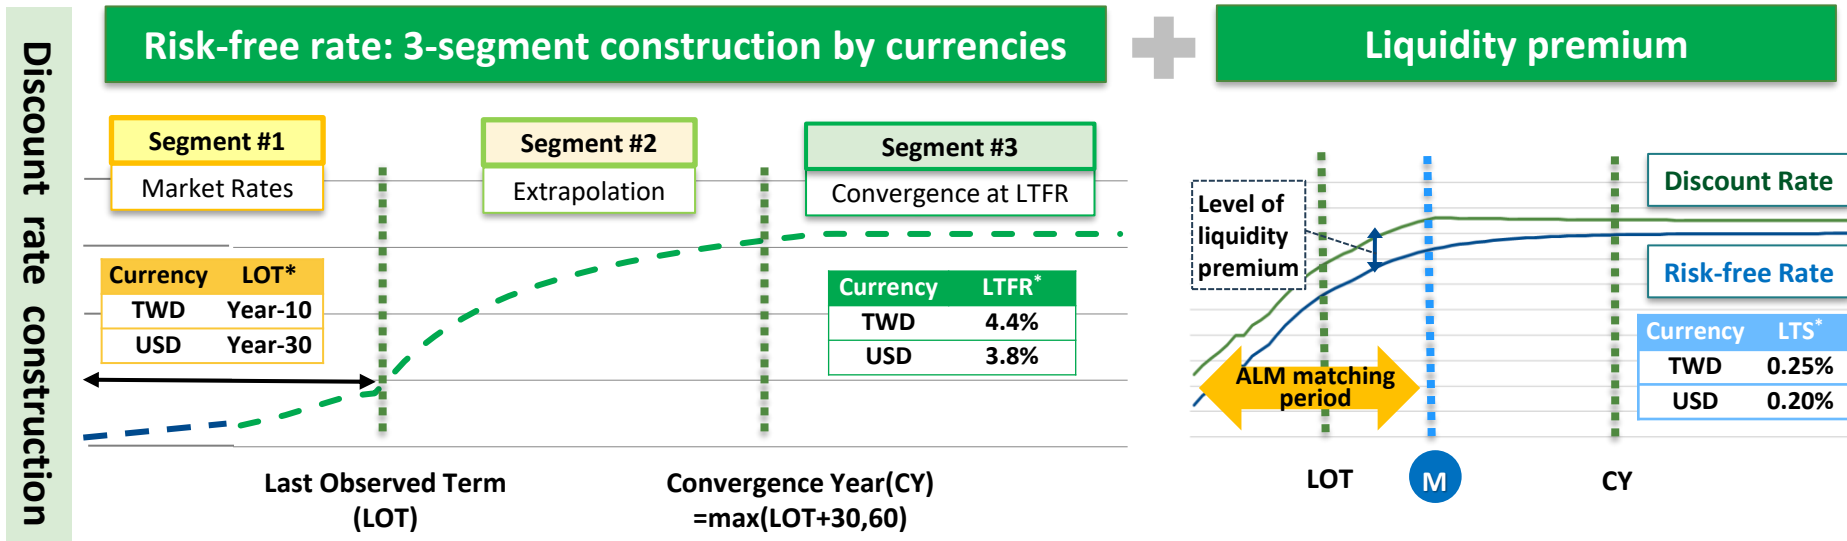 Discount rate construction
Risk-free rate: 3-segment construction by currencies
Liquidity premium
Segment #1
Market Rates
Segment #2
Extrapolation
Segment #3
Convergence at LTFR
Currency LOT*
TWD Year-10
USD Year-30
Currency LTFR*
TWD 4.4%
USD 3.8%
Last Observed Term
(LOT)
Convergence Year(CY)
=max(LOT+30,60)
Level of
liquidity
premium
Discount Rate
Risk-free Rate
ALM matching
period
Currency LTS*
TWD 0.25%
USD 0.20%
LOT
M
CY